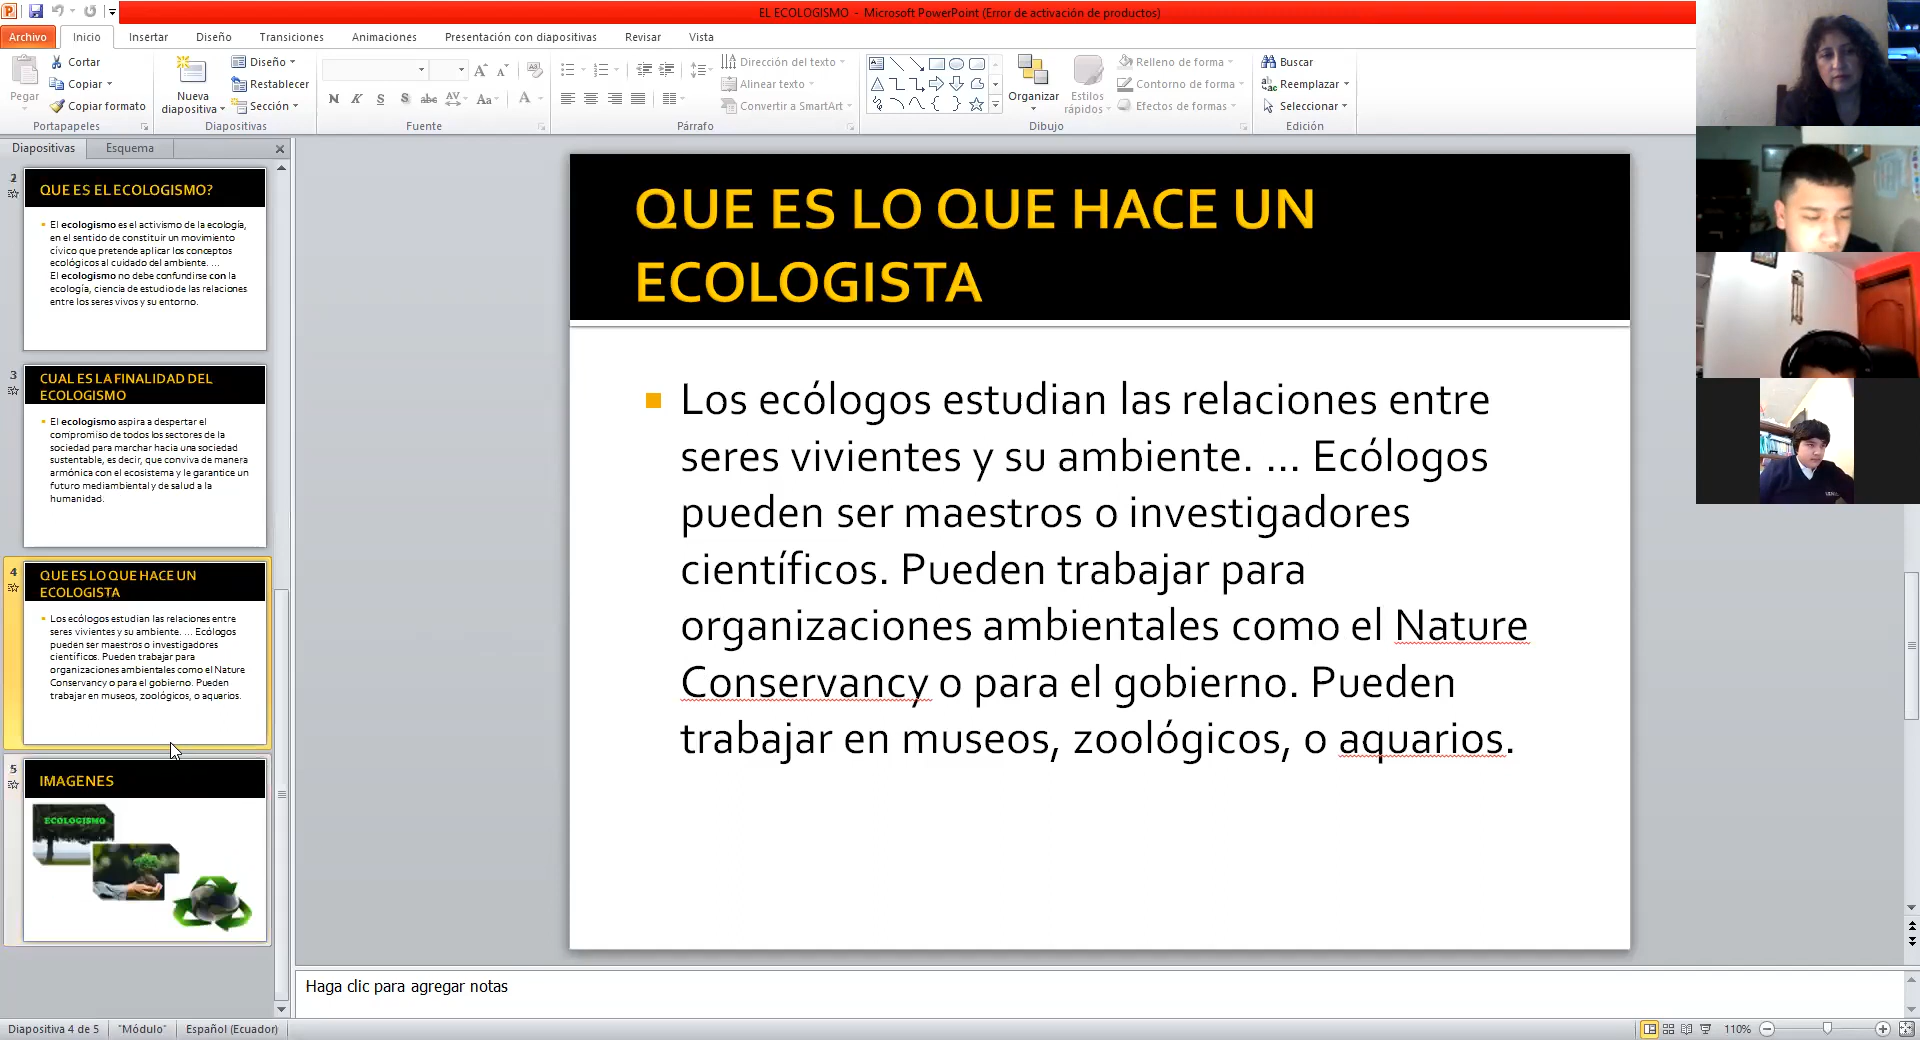 EL ECOLOGISMO - Microsoft PowerPoint (Error de activación de productos)
Archivo Inicio Insertar Diseño Transiciones Animaciones Presentación con diapositivas Revisar Vista
Pegar
Cortar
Copiar
Copiar formato
Portapapeles
Nueva
diapositiva
Diseño
Restablecer
Sección
Diapositivas
N K S S abc AV Aa A
Fuente
Dirección del texto
Alinear texto
Convertir a SmartArt
Párrafo
Organizar
Estilos
rápidos
Relleno de forma
Contorno de forma
Efectos de formas
Dibujo
Buscar
Reemplazar
Seleccionar
Edición
Diapositivas Esquema
2
QUE ES EL ECOLOGISMO?
El ecologismo es el activismo de la ecología,
en el sentido de constituir un movimiento
cívico que pretende aplicar los conceptos
ecológicos al cuidado del ambiente. ...
El ecologismo no debe confundirse con la
ecología, ciencia de estudio de las relaciones
entre los seres vivos y su entorno.
3
CUAL ES LA FINALIDAD DEL
ECOLOGISMO
El ecologismo aspira a despertar el
compromiso de todos los sectores de la
sociedad para marchar hacia una sociedad
sustentable, es decir, que conviva de manera
armónica con el ecosistema y le garantice un
futuro mediambiental y de salud a la
humanidad.
4
QUE ES LO QUE HACE UN
ECOLOGISTA
Los ecólogos estudian las relaciones entre
seres vivientes y su ambiente. ... Ecólogos
pueden ser maestros o investigadores
científicos. Pueden trabajar para
organizaciones ambientales como el Nature
Conservancy o para el gobierno. Pueden
trabajar en museos, zoológicos, o aquarios.
5
IMAGENES
ECOLOGISMO
QUE ES LO QUE HACE UN
ECOLOGISTA
Los ecólogos estudian las relaciones entre
seres vivientes y su ambiente. ... Ecólogos
pueden ser maestros o investigadores
científicos. Pueden trabajar para
organizaciones ambientales como el Nature
Conservancy o para el gobierno. Pueden
trabajar en museos, zoológicos, o aquarios.
Haga clic para agregar notas
Diapositiva 4 de 5 "Módulo" Español (Ecuador) 110%